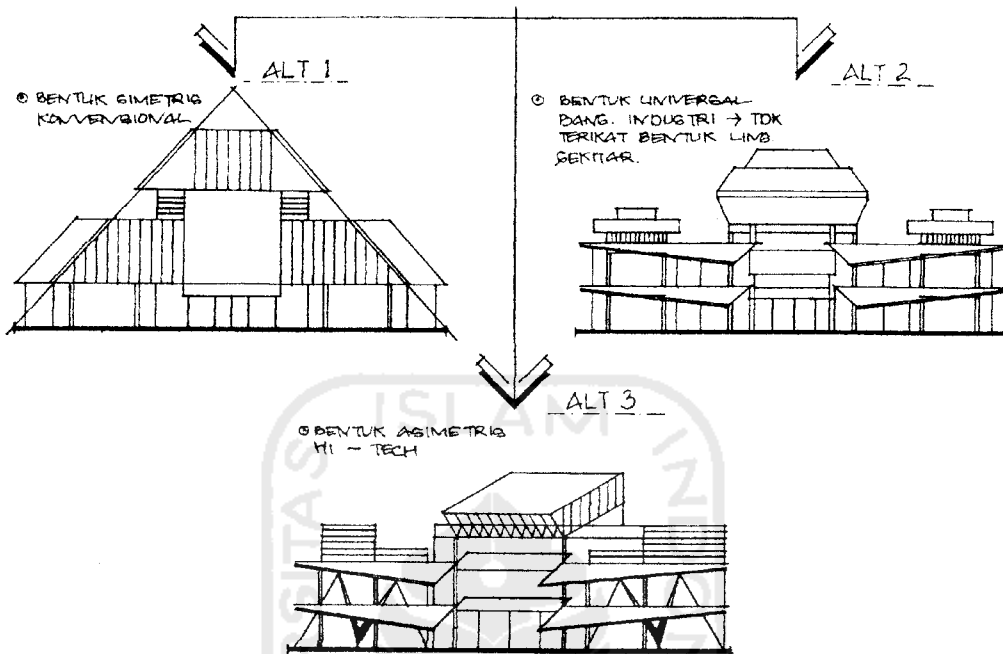 ALT 1
⊙ BENTUK SIMETRIS
KONVENSIONAL
ALT 2
⊙ BENTUK UNIVERSAL
BANG. INDUSTRI → TDK
TERIKAT BENTUK LING.
SEKITAR.
ALT 3
⊙ BENTUK ASIMETRIS
HI - TECH
ISLAM